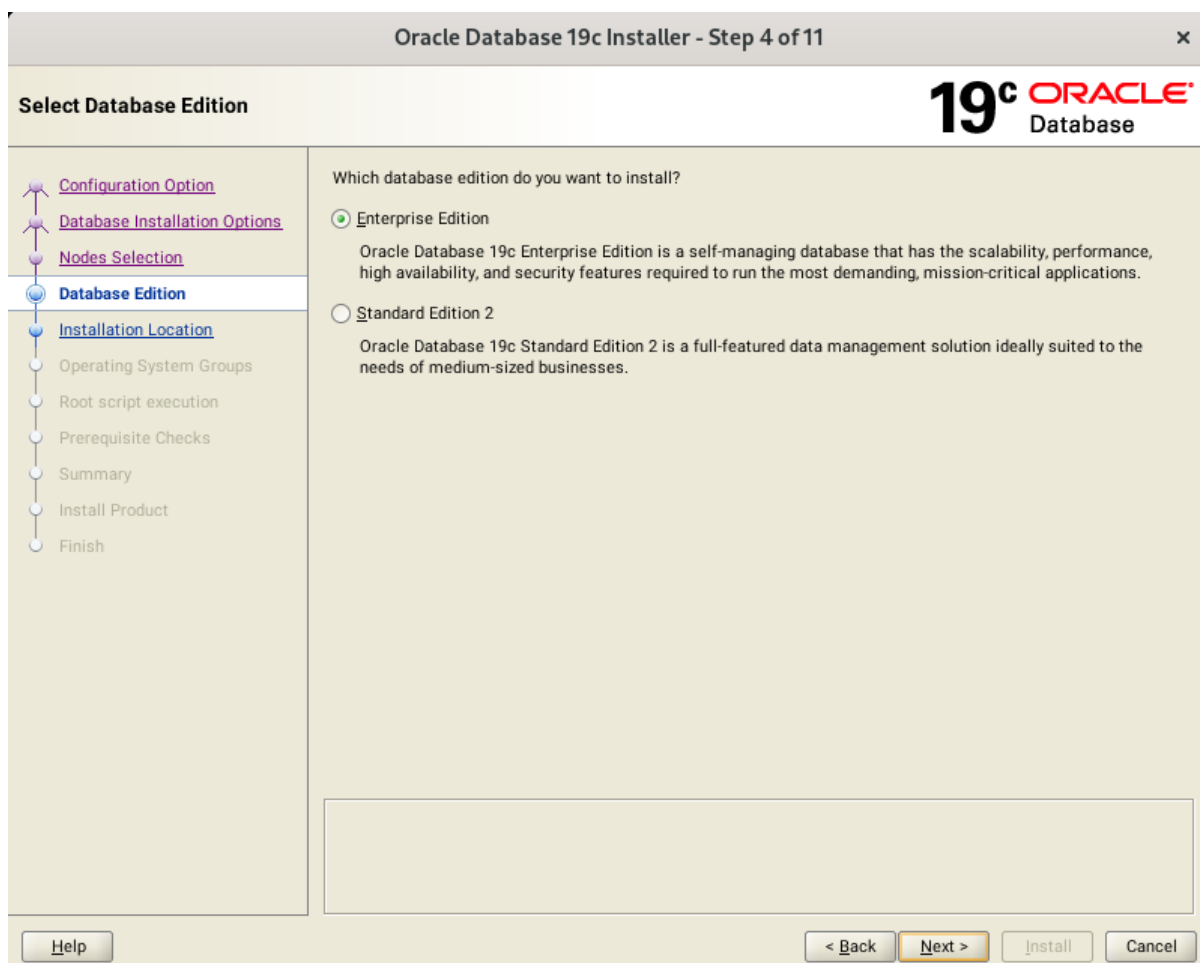 Oracle Database 19c Installer - Step 4 of 11
×
Select Database Edition
19c ORACLE
Database
Configuration Option
Database Installation Options
Nodes Selection
Database Edition
Installation Location
Operating System Groups
Root script execution
Prerequisite Checks
Summary
Install Product
Finish
Which database edition do you want to install?
Enterprise Edition
Oracle Database 19c Enterprise Edition is a self-managing database that has the scalability, performance,
high availability, and security features required to run the most demanding, mission-critical applications.
Standard Edition 2
Oracle Database 19c Standard Edition 2 is a full-featured data management solution ideally suited to the
needs of medium-sized businesses.
Help
< Back
Next >
Install
Cancel